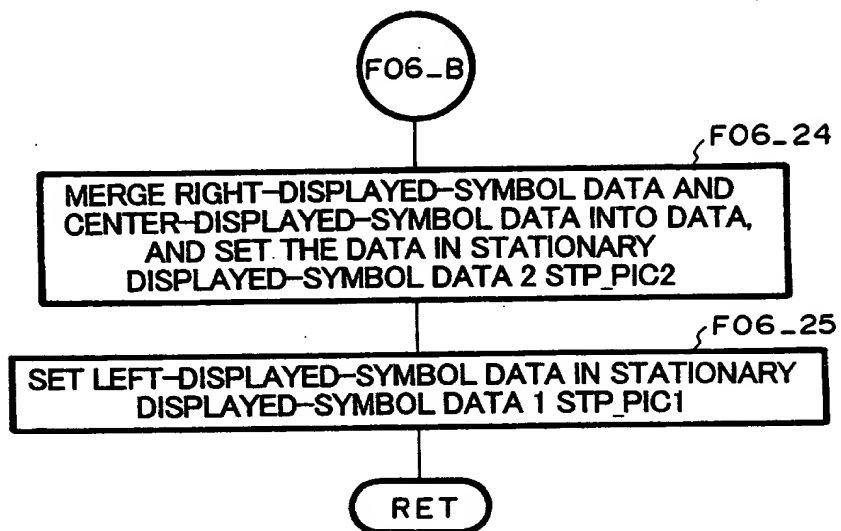 F06_B
F06_24
MERGE RIGHT-DISPLAYED-SYMBOL DATA AND
CENTER-DISPLAYED-SYMBOL DATA INTO DATA,
AND SET THE DATA IN STATIONARY
DISPLAYED-SYMBOL DATA 2 STP_PIC2
F06_25
SET LEFT-DISPLAYED-SYMBOL DATA IN STATIONARY
DISPLAYED-SYMBOL DATA 1 STP_PIC1
RET